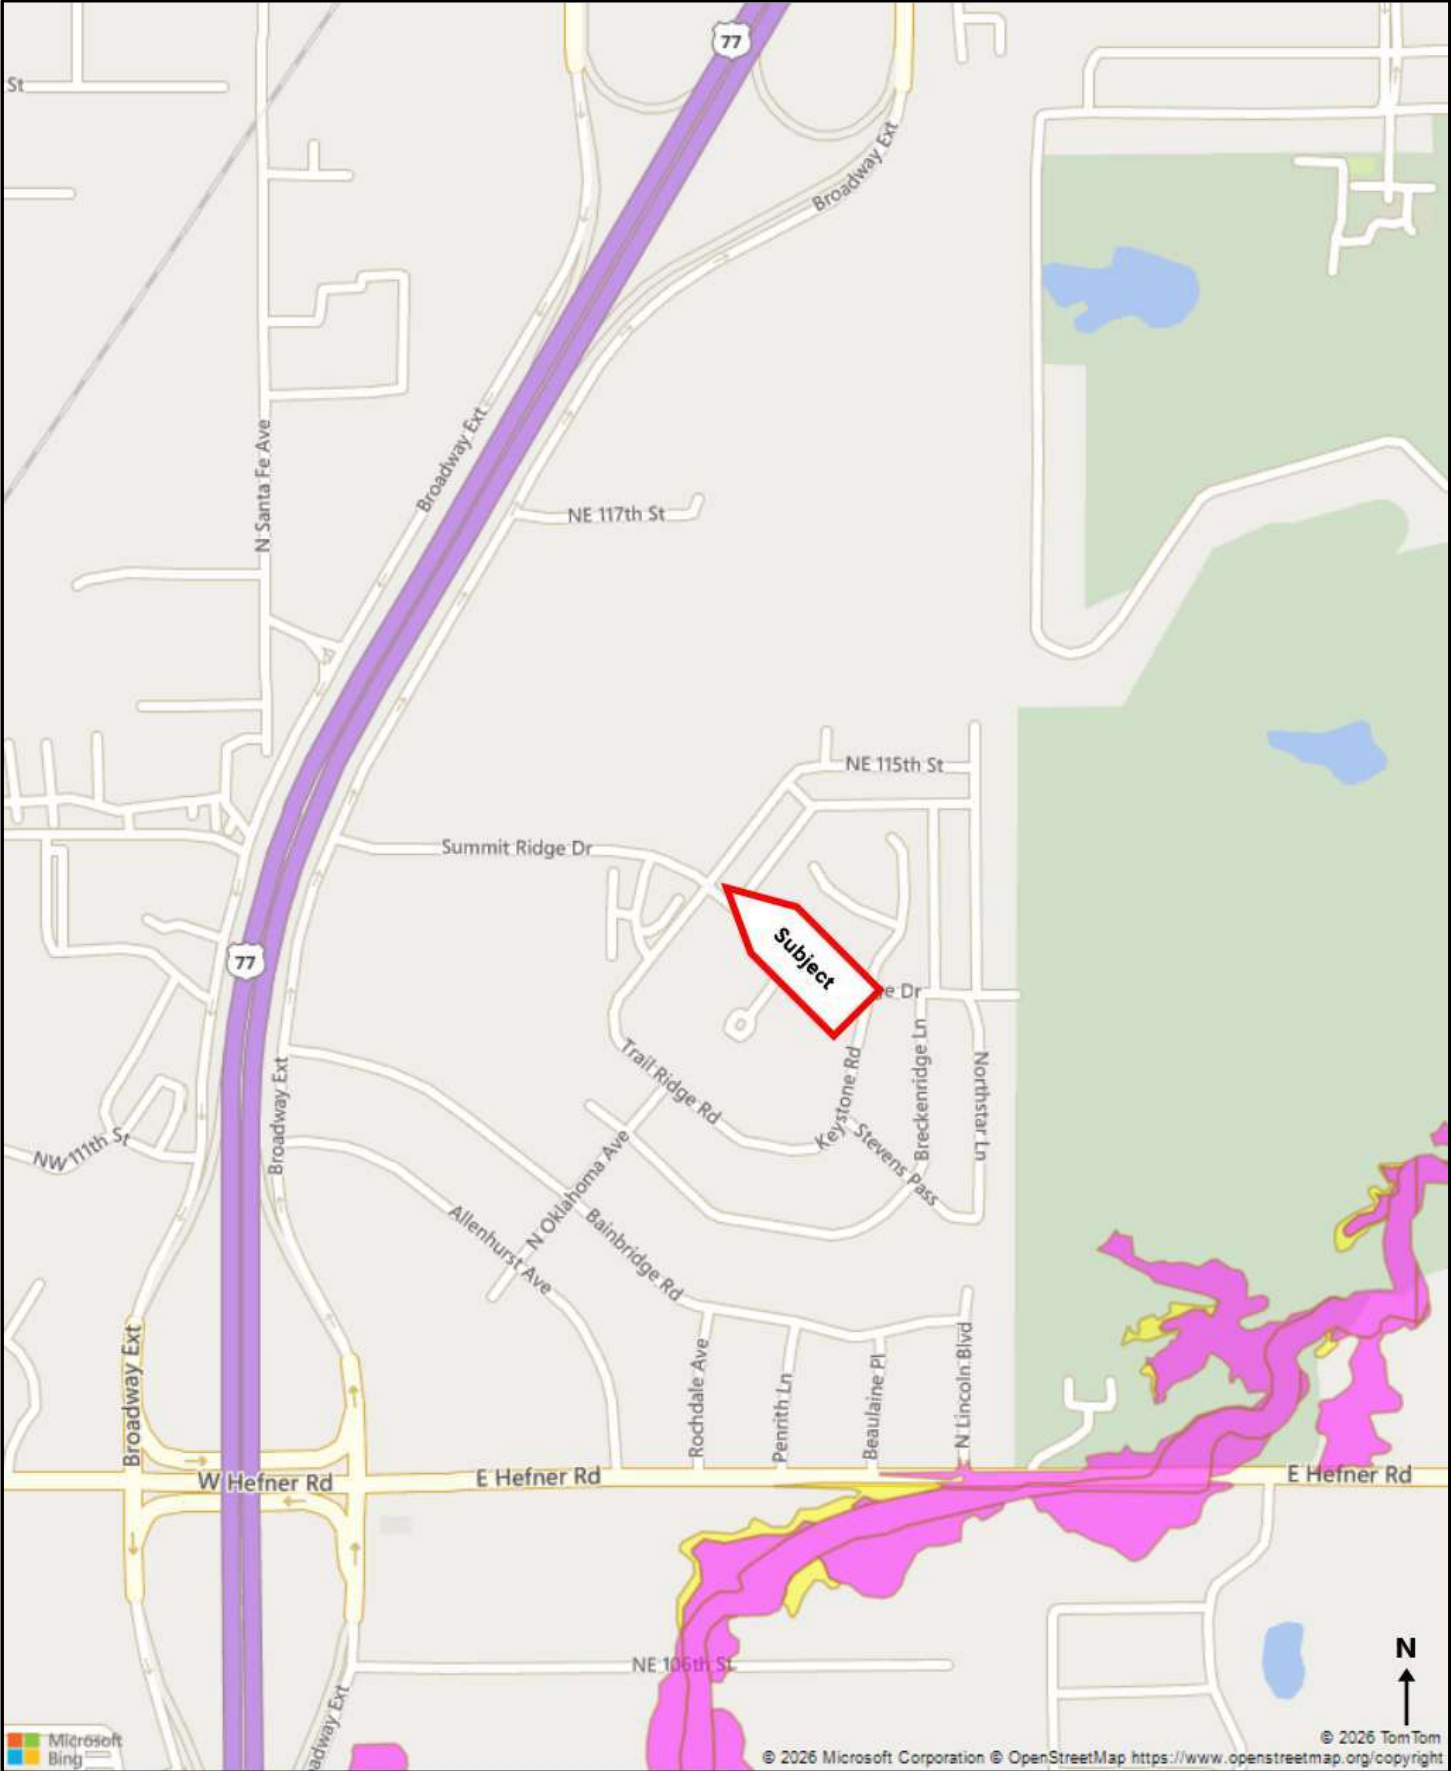 77
St
Broadway Ext
Broadway Ext
N Santa Fe Ave
NE 117th St
NE 115th St
Summit Ridge Dr
Subject
77
ge Dr
Trail Ridge Rd
Keystone Rd
Breckenridge Ln
Northstar Ln
Stevens Pass
NW 111th St
Broadway Ext
N Oklahoma Ave
Allenhurst Ave
Bainbridge Rd
Broadway Ext
Rochdale Ave
Penrith Ln
Beaulaine Pl
N Lincoln Blvd
W Hefner Rd
E Hefner Rd
E Hefner Rd
NE 106th St
N
adway Ext
Microsoft
Bing
© 2026 TomTom
© 2026 Microsoft Corporation © OpenStreetMap https://www.openstreetmap.org/copyright